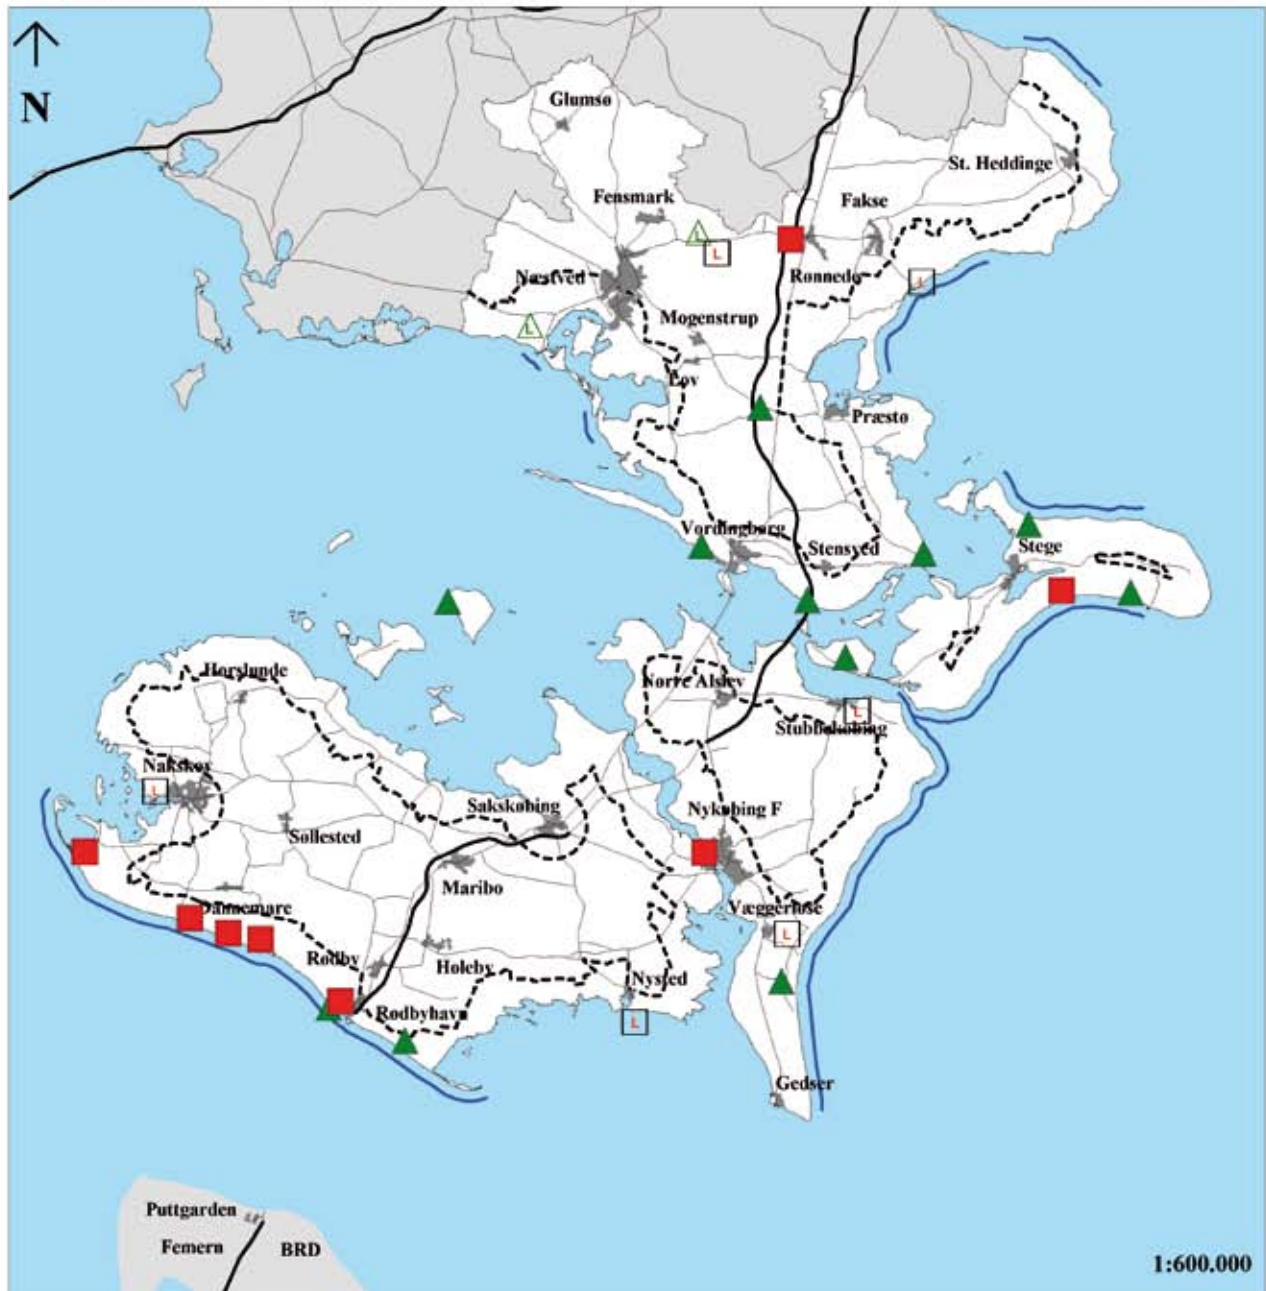 N
Glumsø
St. Heddinge
Fensmark
Fakse
L
L
Rønnede
Næstved
L
Mogenstrup
L
Lov
Præstø
Vordingborg
Stensved
Stege
Horslunde
Nørre Alslev
L
Stubbekøbing
Nakskov
L
Sakskøbing
Nykøbing F
Søllested
Maribo
Dannemare
Væggerløse
L
Rødby
Holeby
Nysted
Rødbyhavn
L
Gedser
Puttgarden
Femern
BRD
1:600.000